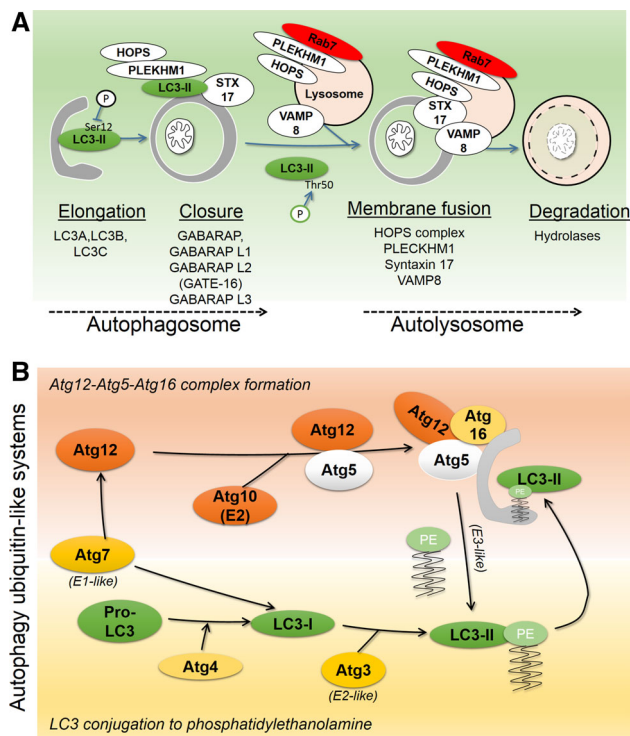 A
HOPS
PLEKHM1
LC3-II
STX
17
P
Ser12
LC3-II
Rab7
PLEKHM1
HOPS
Lysosome
VAMP
8
LC3-II
Thr50
P
Rab7
PLEKHM1
HOPS
STX
17
VAMP
8
Elongation
LC3A,LC3B,
LC3C
Closure
GABARAP,
GABARAP L1
GABARAP L2
(GATE-16)
GABARAP L3
Membrane fusion
HOPS complex
PLECKHM1
Syntaxin 17
VAMP8
Degradation
Hydrolases
Autophagosome
Autolysosome
B
Autophagy ubiquitin-like systems
Atg12-Atg5-Atg16 complex formation
Atg12
Atg12
Atg5
Atg10
(E2)
Atg12
Atg
16
Atg5
LC3-II
PE
Atg7
(E1-like)
PE
(E3-like)
Pro-
LC3
LC3-I
LC3-II
PE
Atg4
Atg3
(E2-like)
LC3 conjugation to phosphatidylethanolamine